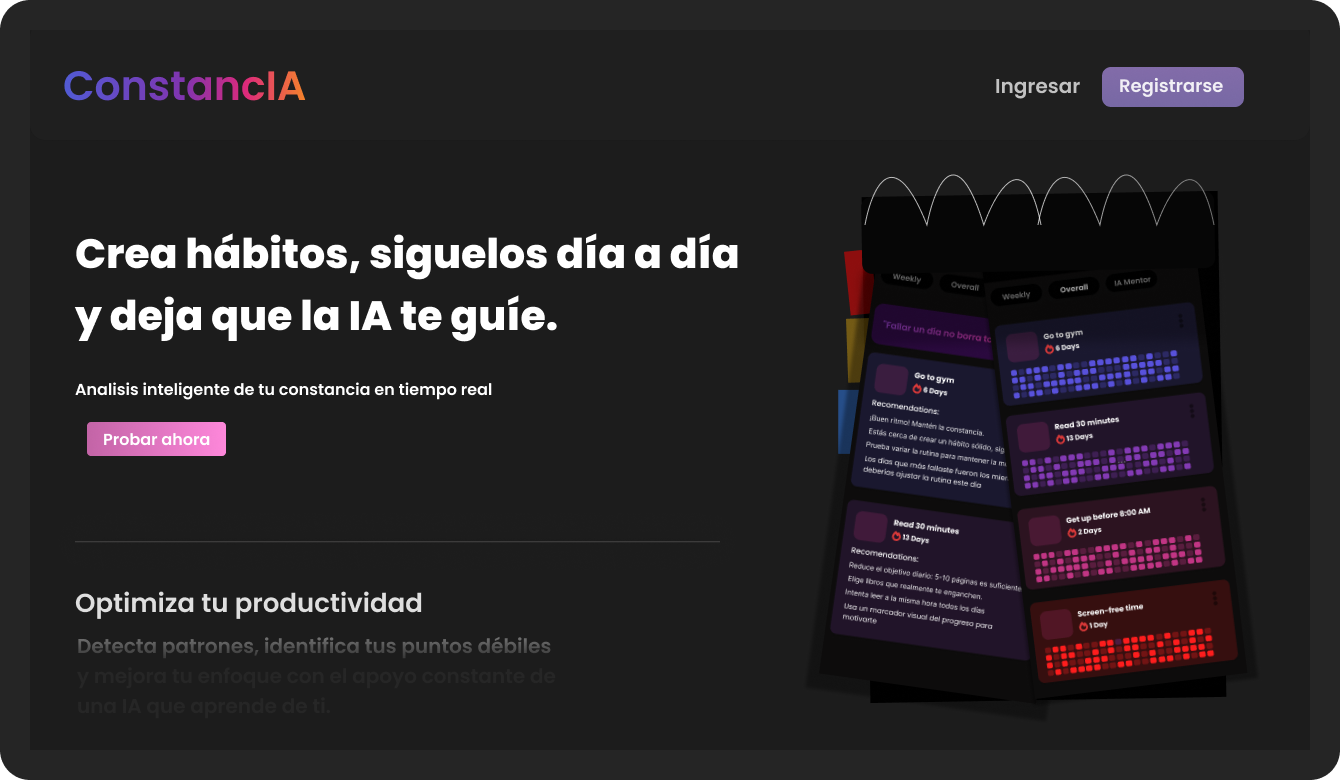 ConstancIA
Ingresar
Registrarse
Crea hábitos, siguelos día a día
y deja que la IA te guíe.
Analisis inteligente de tu constancia en tiempo real
Probar ahora
Optimiza tu productividad
Detecta patrones, identifica tus puntos débiles
y mejora tu enfoque con el apoyo constante de
una IA que aprende de ti.
Weekly
Overall
"Fallar un día no borra
Go to gym
6 Days
Recomendations:
¡Buen ritmo! Mantén la constancia.
Estás cerca de crear un hábito sólido,
Prueba variar la rutina para mantener la
Los días que más fallaste fueron los
deberías ajustar la rutina este día
Read 30 minutes
13 Days
Recomendations:
Reduce el objetivo diario: 5-10 páginas es suficiente
Elige libros que realmente te enganchen.
Intenta leer a la misma hora todos los días
Usa un marcador visual del progreso para
motivarte
Weekly
Overall
IA Mentor
Go to gym
6 Days
Read 30 minutes
13 Days
Get up before 8:00 AM
2 Days
Screen-free time
1 Day